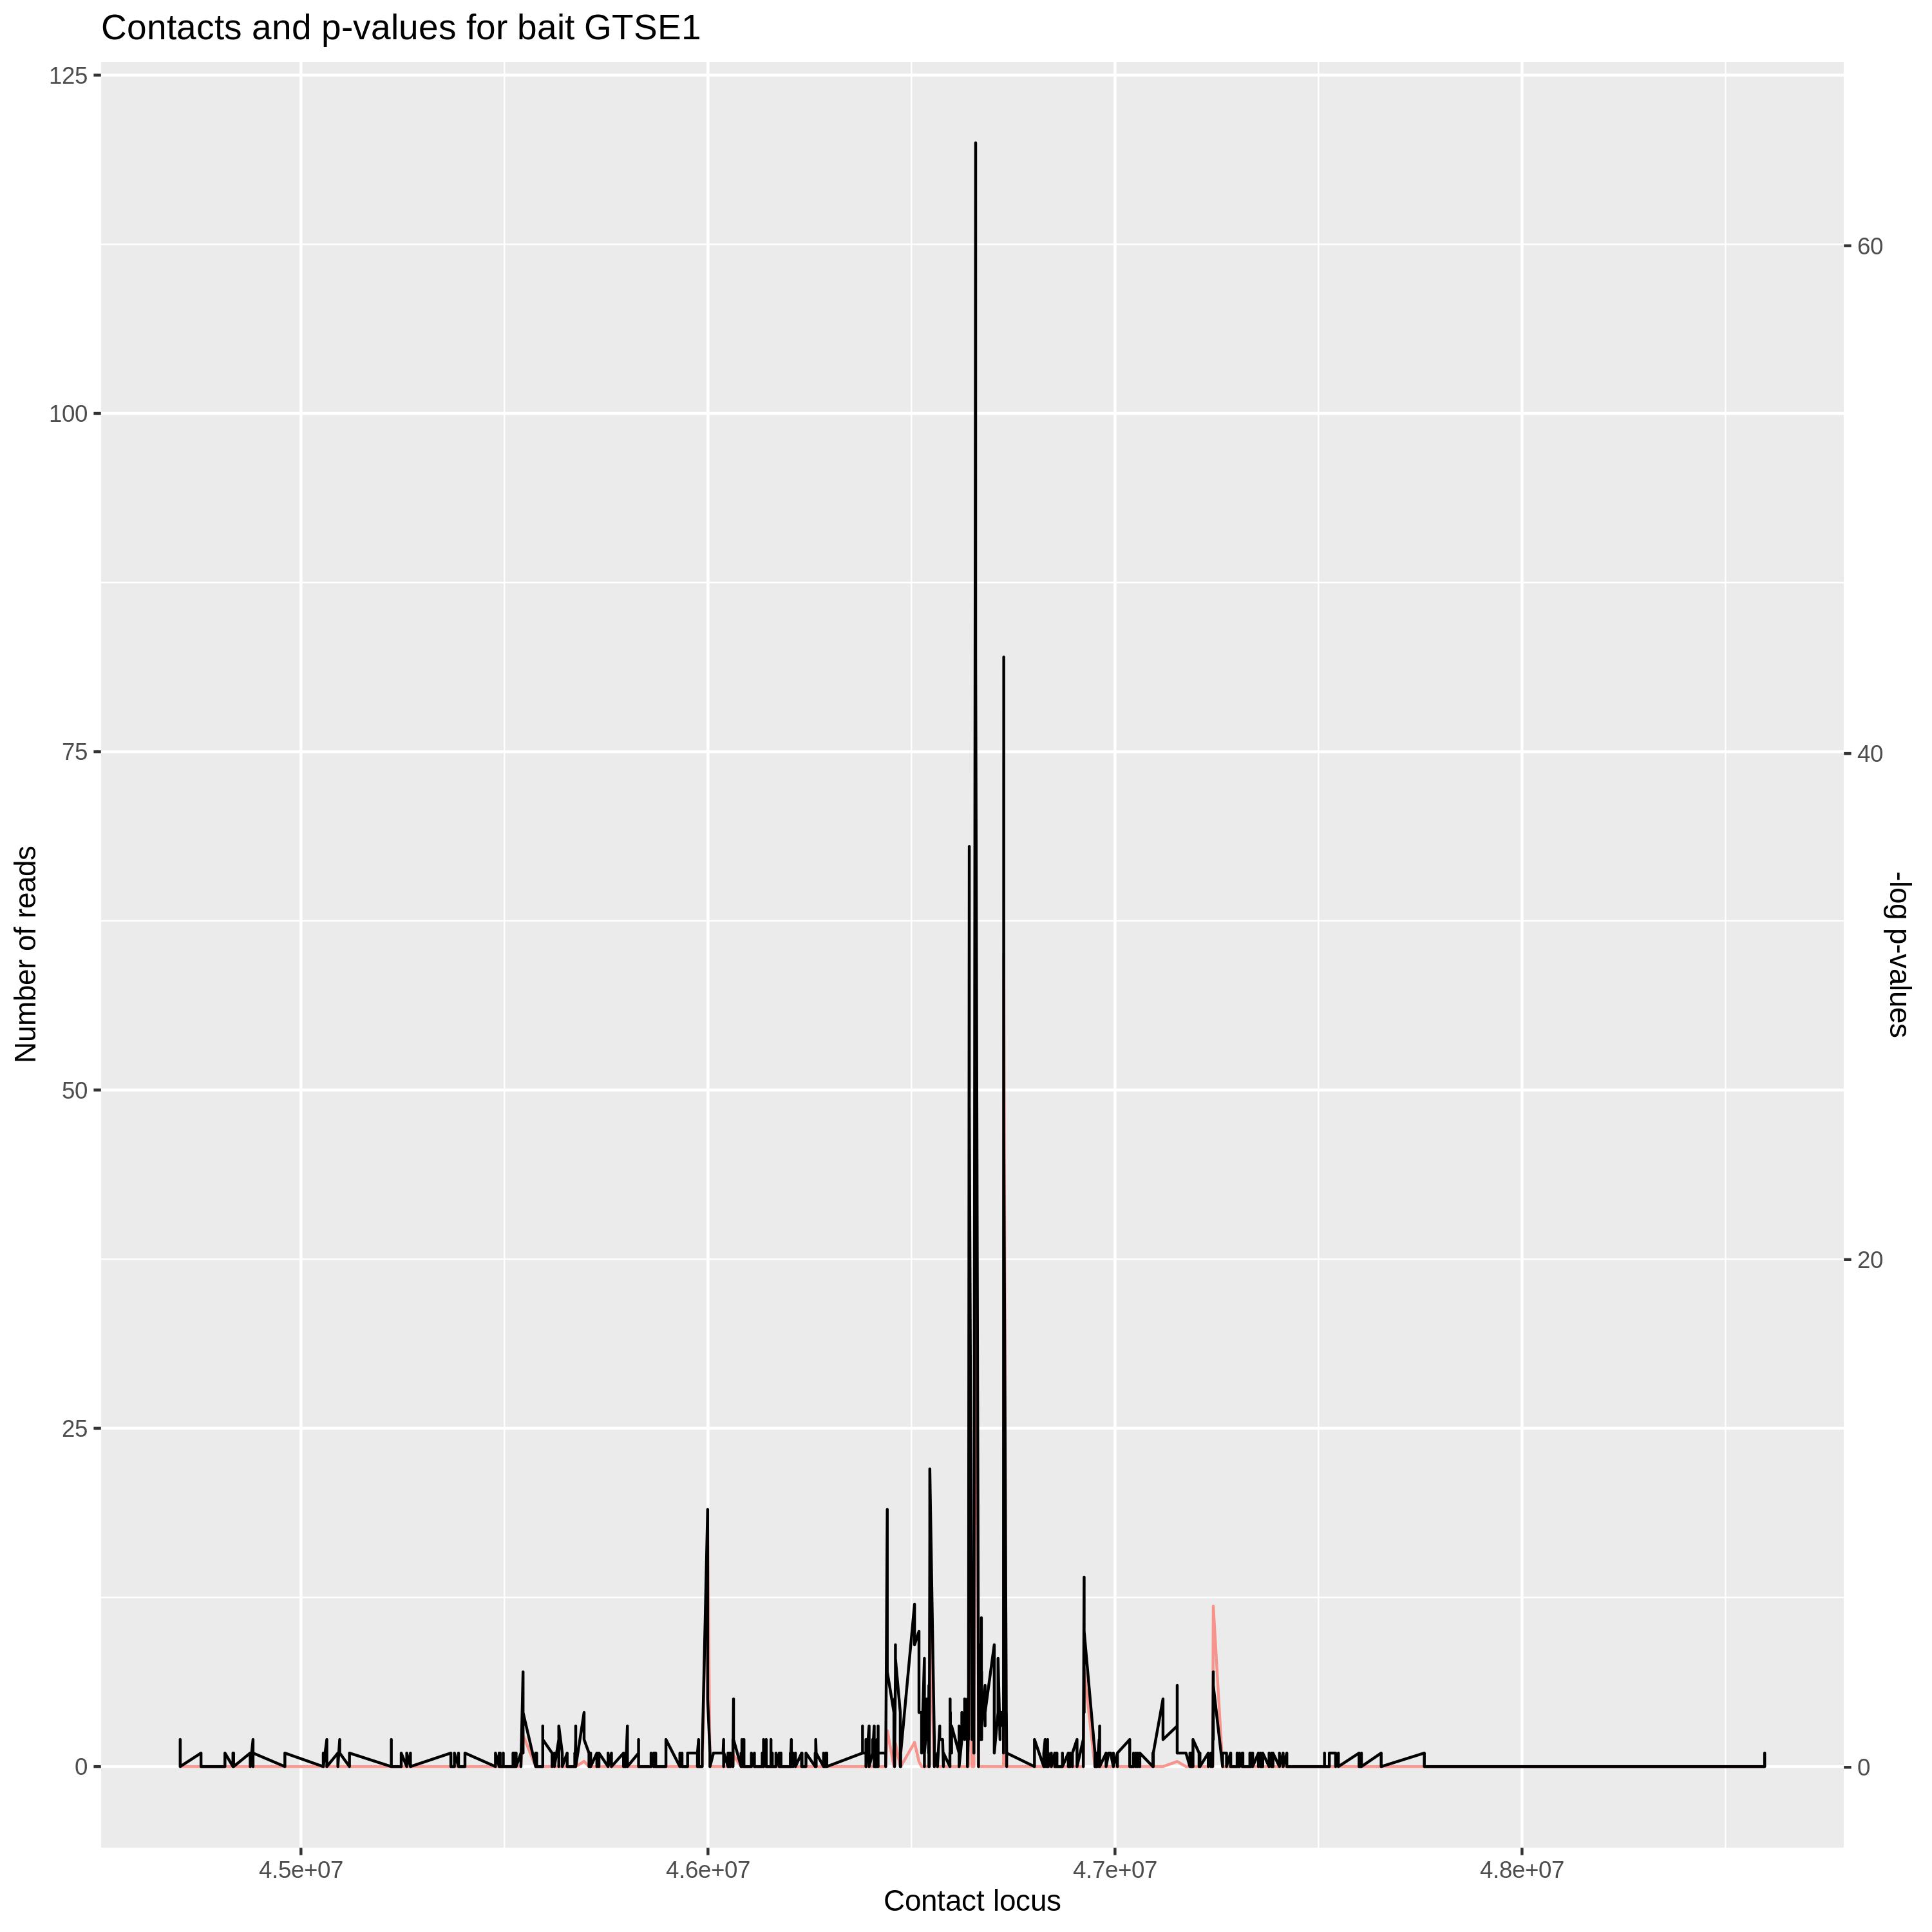 Contacts and p-values for bait GTSE1
125
100
75
50
25
0
Number of reads
60
40
20
0
-log p-values
4.5e+07
4.6e+07
4.7e+07
4.8e+07
Contact locus